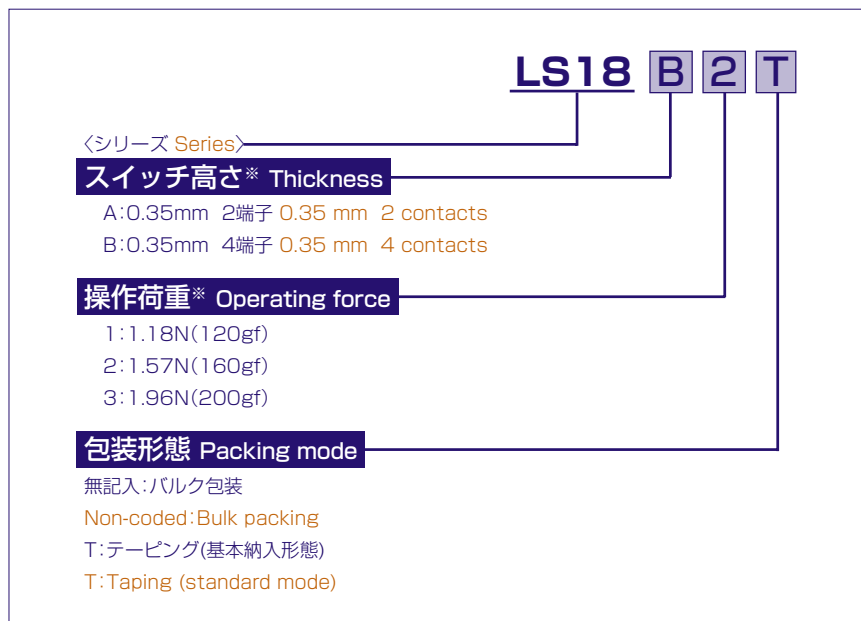 LS18 B 2 T
〈シリーズ Series〉
スイッチ高さ※ Thickness
A:0.35mm 2端子 0.35 mm 2 contacts
B:0.35mm 4端子 0.35 mm 4 contacts
操作荷重※ Operating force
1:1.18N(120gf)
2:1.57N(160gf)
3:1.96N(200gf)
包装形態 Packing mode
無記入:バルク包装
Non-coded:Bulk packing
T:テーピング(基本納入形態)
T:Taping (standard mode)